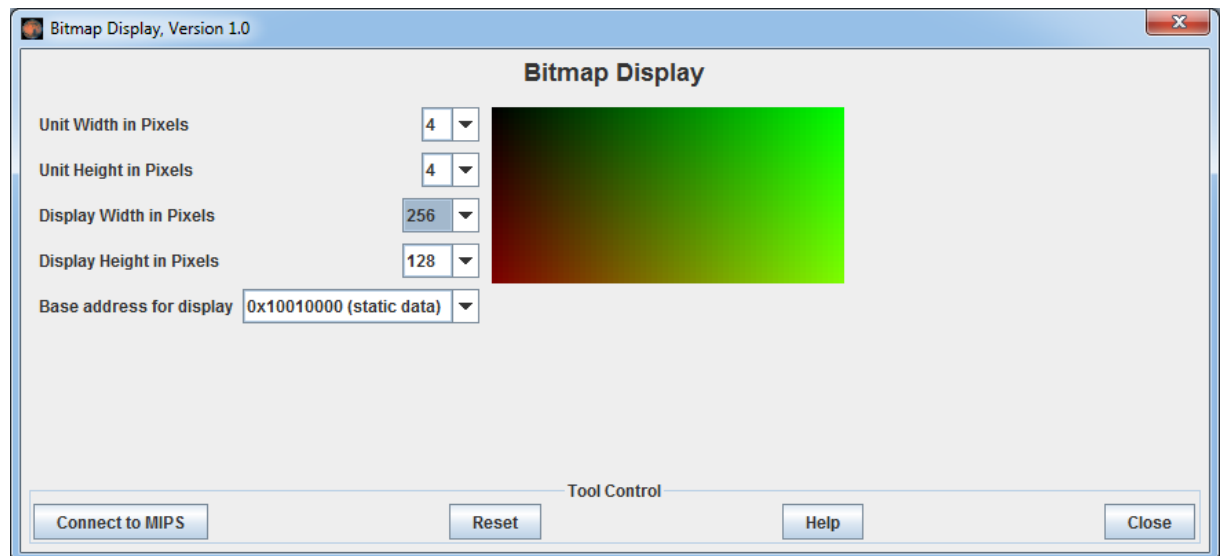 Bitmap Display, Version 1.0
Bitmap Display
Unit Width in Pixels 4
Unit Height in Pixels 4
Display Width in Pixels 256
Display Height in Pixels 128
Base address for display 0x10010000 (static data)
Tool Control
Connect to MIPS Reset Help Close